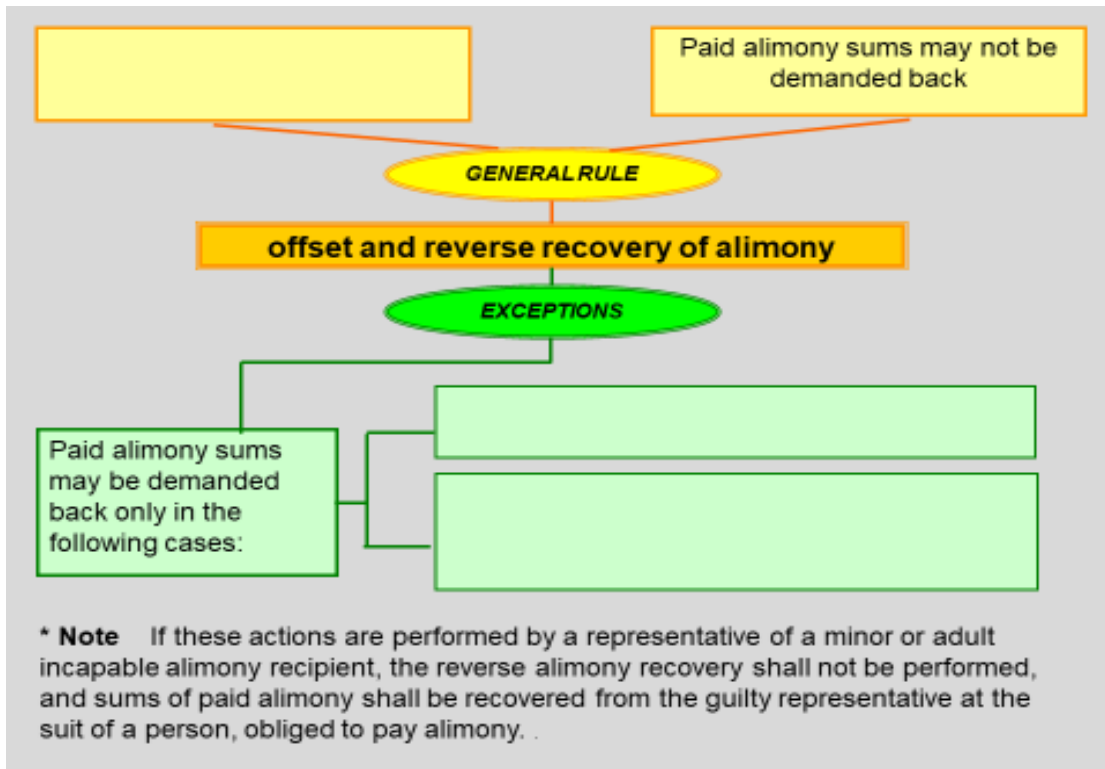 Paid alimony sums may not be
demanded back
GENERAL RULE
offset and reverse recovery of alimony
EXCEPTIONS
Paid alimony sums
may be demanded
back only in the
following cases:
* Note If these actions are performed by a representative of a minor or adult
incapable alimony recipient, the reverse alimony recovery shall not be performed,
and sums of paid alimony shall be recovered from the guilty representative at the
suit of a person, obliged to pay alimony. .